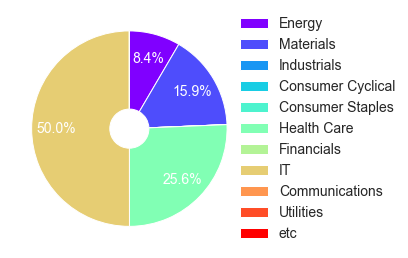 8.4%
15.9%
50.0%
25.6%
Energy
Materials
Industrials
Consumer Cyclical
Consumer Staples
Health Care
Financials
IT
Communications
Utilities
etc